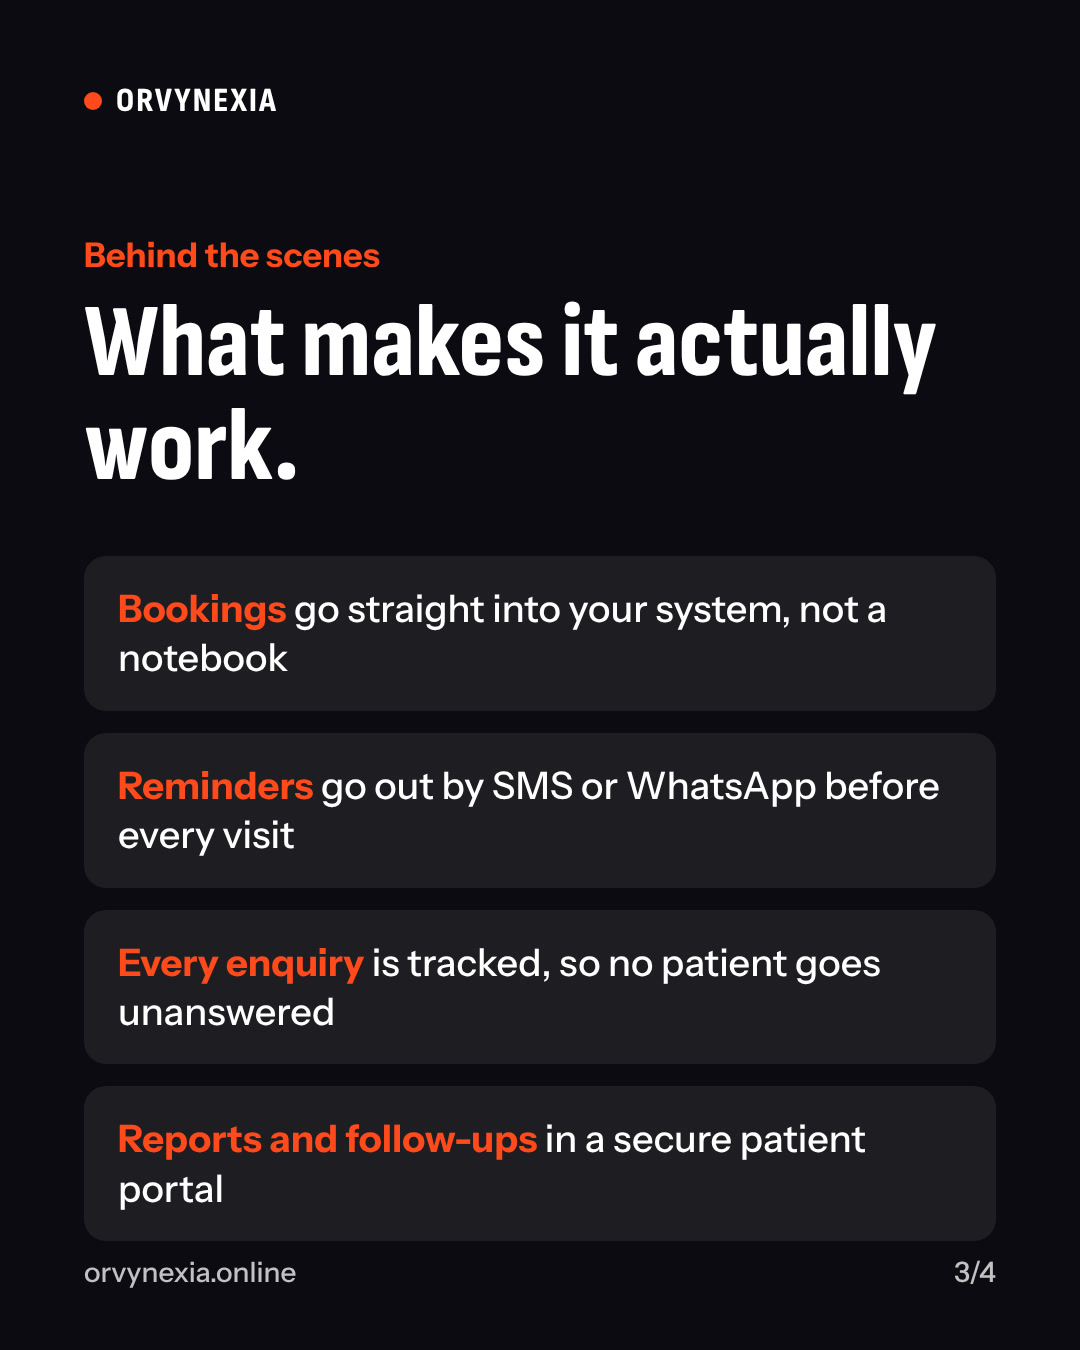 ORVYNEXIA
Behind the scenes
What makes it actually
work.
Bookings go straight into your system, not a
notebook
Reminders go out by SMS or WhatsApp before
every visit
Every enquiry is tracked, so no patient goes
unanswered
Reports and follow-ups in a secure patient
portal
orvynexia.online
3/4